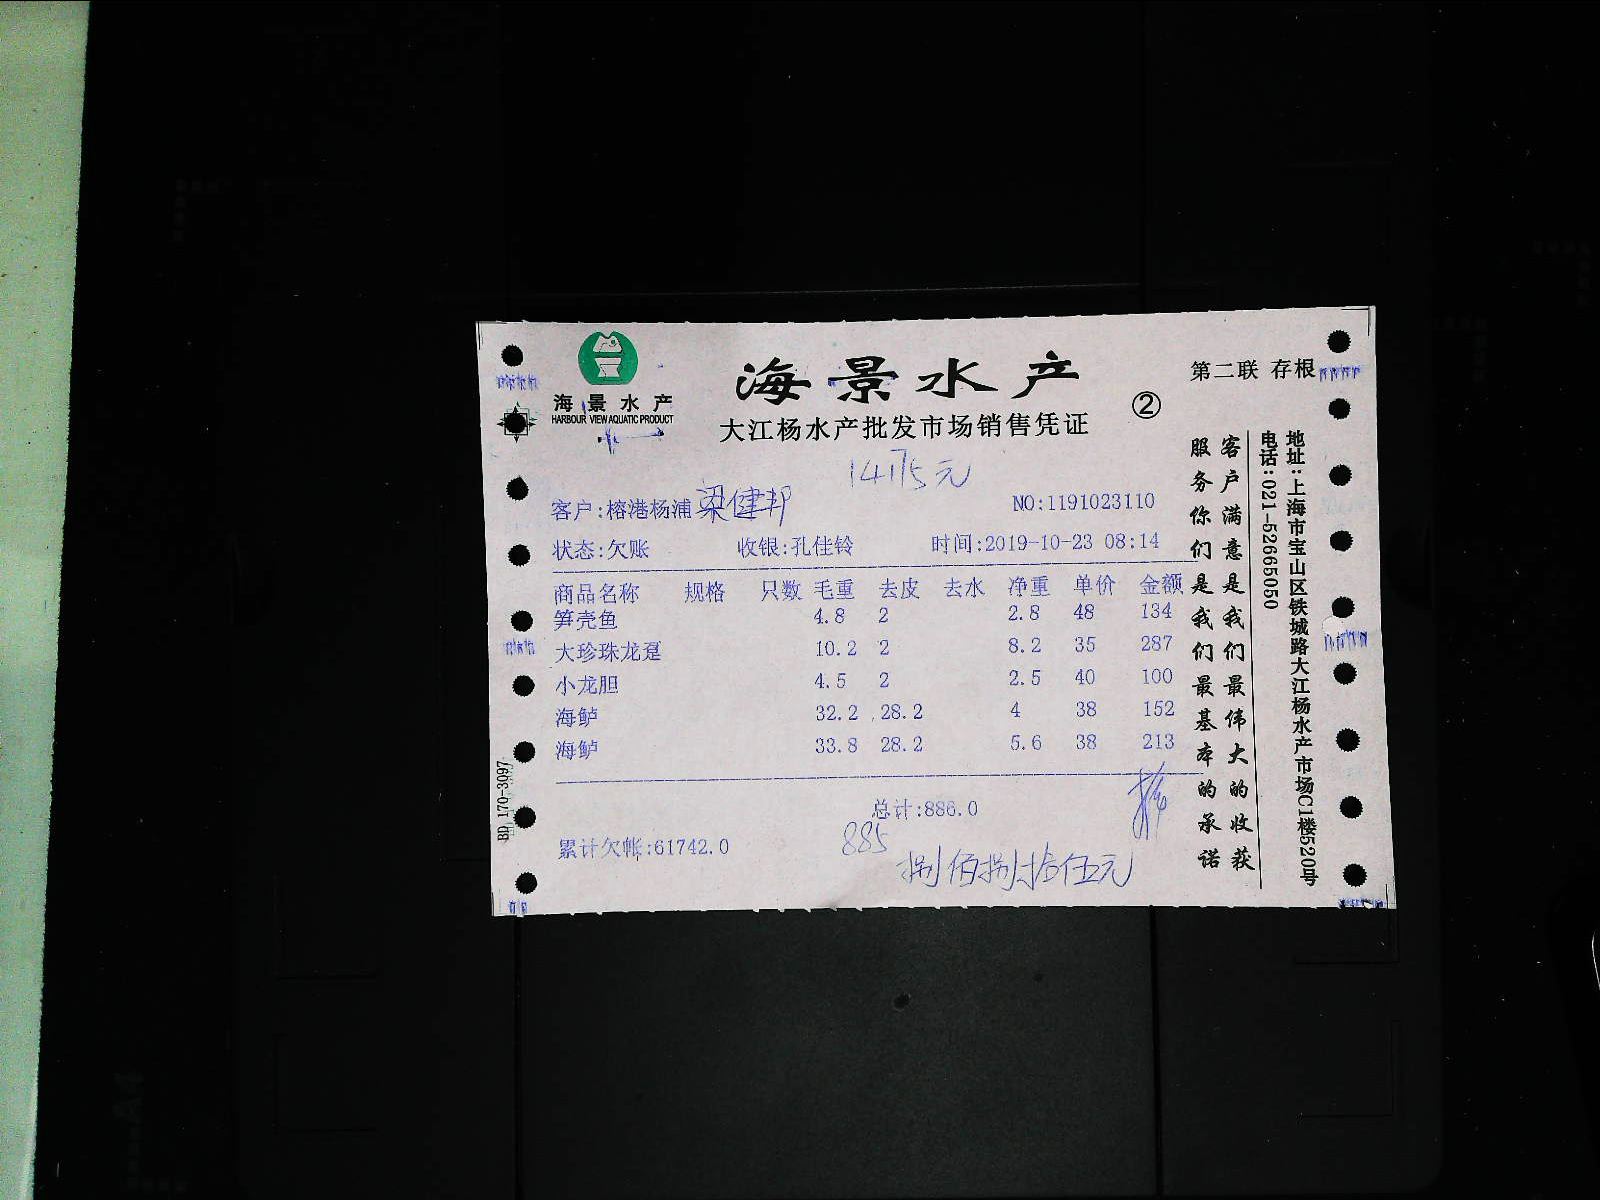 海景水产
HARBOUR VIEW AQUATIC PRODUCT
海景水产
大江杨水产批发市场销售凭证
②
第二联 存根
14175元
客户:榕港杨浦 梁健邦
NO:1191023110
状态:欠账 收银:孔佳铃 时间:2019-10-23 08:14
商品名称 规格 只数 毛重 去皮 去水 净重 单价 金额
笋壳鱼 4.8 2 2.8 48 134
大珍珠龙趸 10.2 2 8.2 35 287
小龙胆 4.5 2 2.5 40 100
海鲈 32.2 28.2 4 38 152
海鲈 33.8 28.2 5.6 38 213
总计:886.0
累计欠帐:61742.0
885
捌佰捌拾伍元
客户满意是我们最伟大的收获
服务你们是我们最基本的承诺
地址:上海市宝山区铁城路大江杨水产市场C1楼520号
电话:021-52665050
BD 170-3097